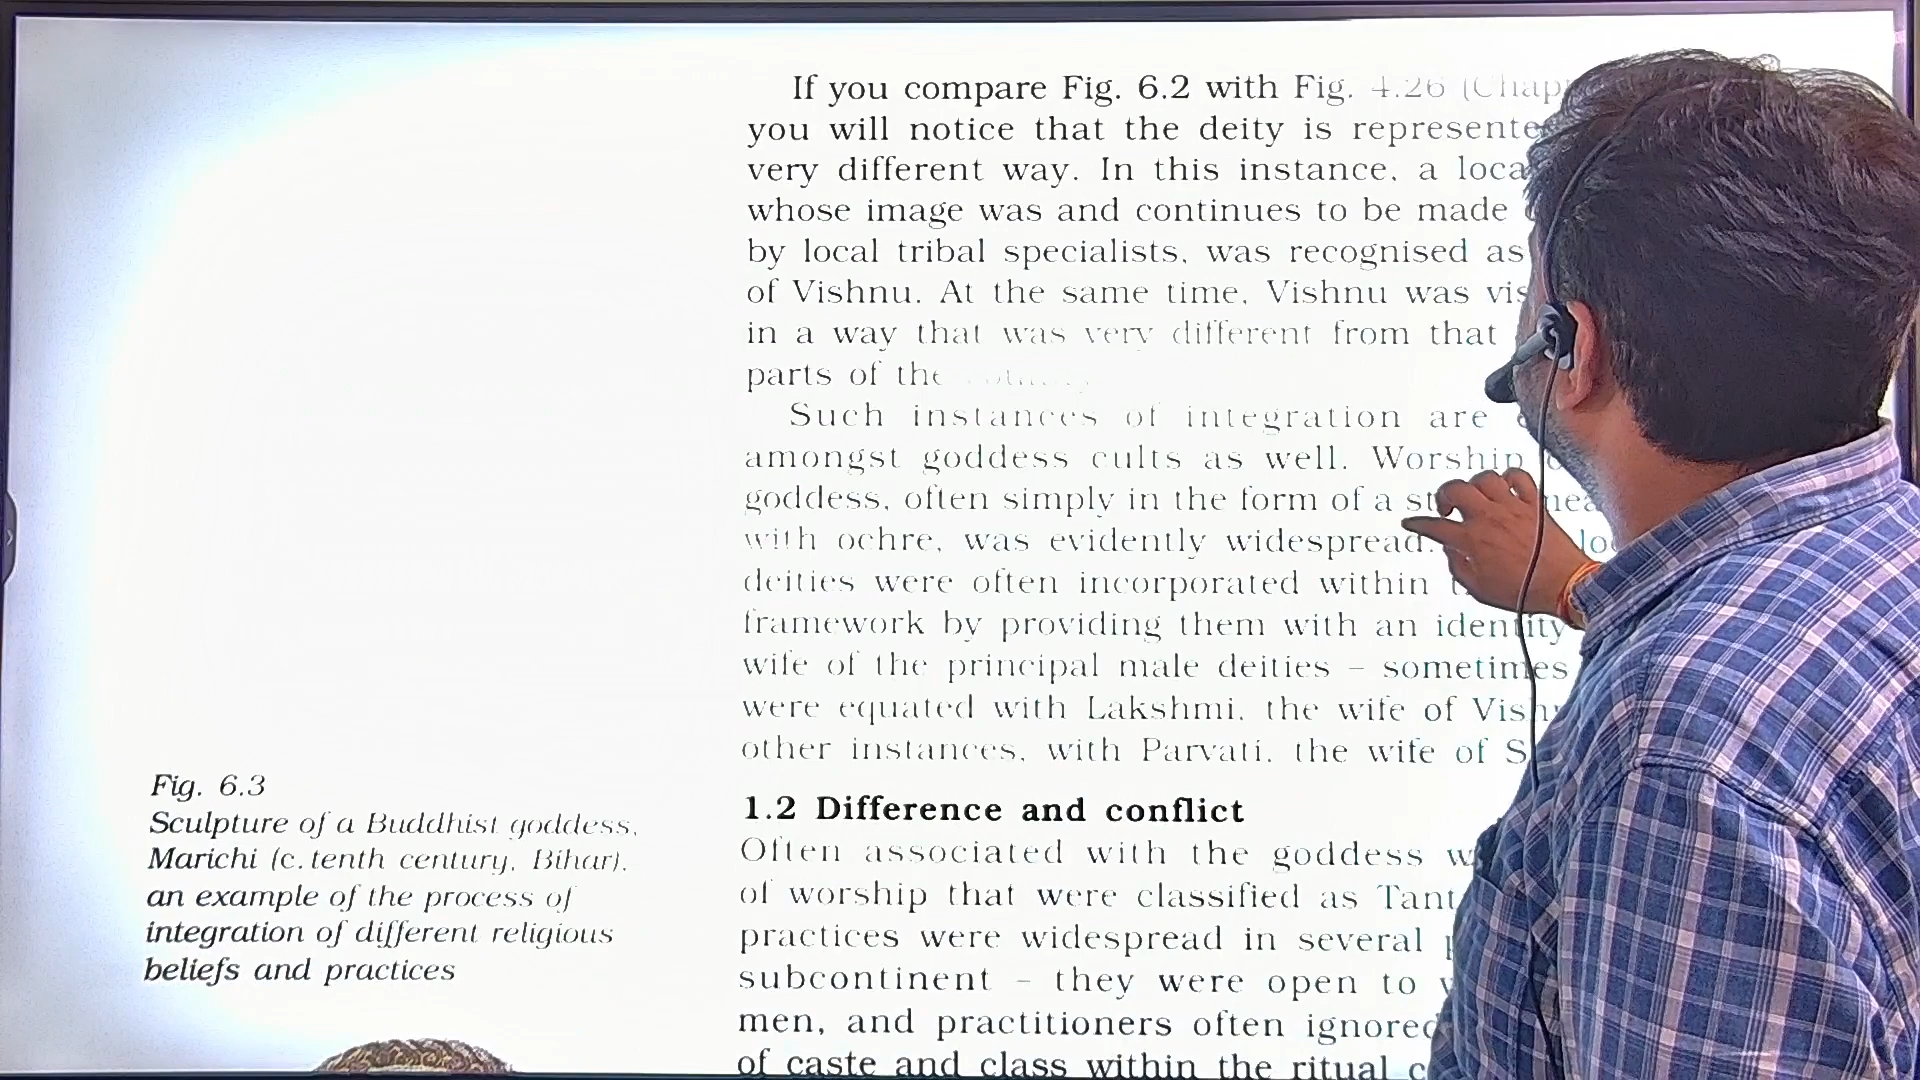 If you compare Fig. 6.2 with Fig. 4.26 (Chap
you will notice that the deity is represente
very different way. In this instance, a loca
whose image was and continues to be made
by local tribal specialists, was recognised as
of Vishnu. At the same time, Vishnu was vis
in a way that was very different from that
parts of the
Such instances of integration are
amongst goddess cults as well. Worship
goddess, often simply in the form of a
with ochre, was evidently widespread.
deities were often incorporated within
framework by providing them with an identity
wife of the principal male deities – sometimes
were equated with Lakshmi, the wife of Vish
other instances, with Parvati, the wife of S
1.2 Difference and conflict
Often associated with the goddess
of worship that were classified as Tant
practices were widespread in several
subcontinent – they were open to
men, and practitioners often ignored
of caste and class within the ritual
Fig. 6.3
Sculpture of a Buddhist goddess,
Marichi (c. tenth century, Bihar),
an example of the process of
integration of different religious
beliefs and practices